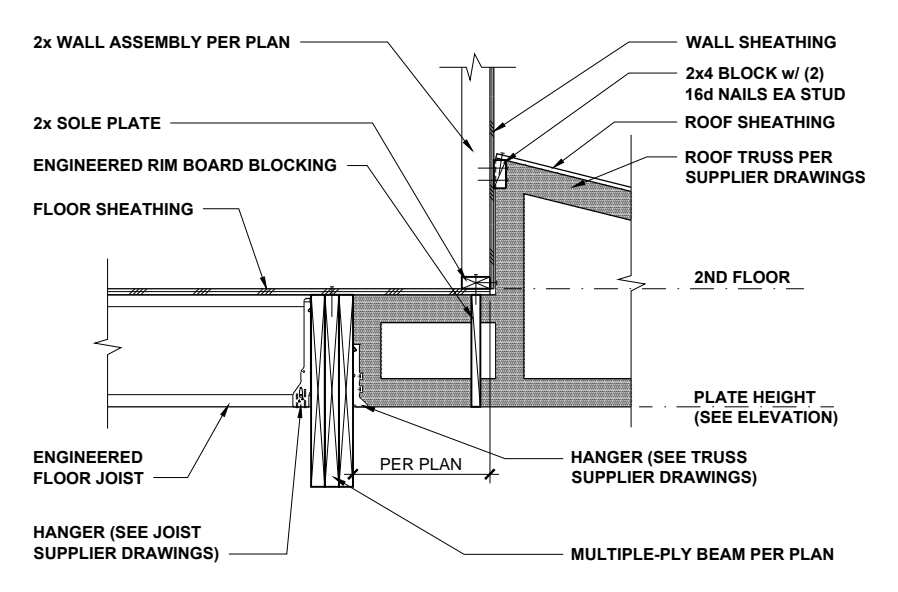 2x WALL ASSEMBLY PER PLAN
2x SOLE PLATE
ENGINEERED RIM BOARD BLOCKING
FLOOR SHEATHING
WALL SHEATHING
2x4 BLOCK w/ (2)
16d NAILS EA STUD
ROOF SHEATHING
ROOF TRUSS PER
SUPPLIER DRAWINGS
2ND FLOOR
PLATE HEIGHT
(SEE ELEVATION)
ENGINEERED
FLOOR JOIST
PER PLAN
HANGER (SEE TRUSS
SUPPLIER DRAWINGS)
HANGER (SEE JOIST
SUPPLIER DRAWINGS)
MULTIPLE-PLY BEAM PER PLAN